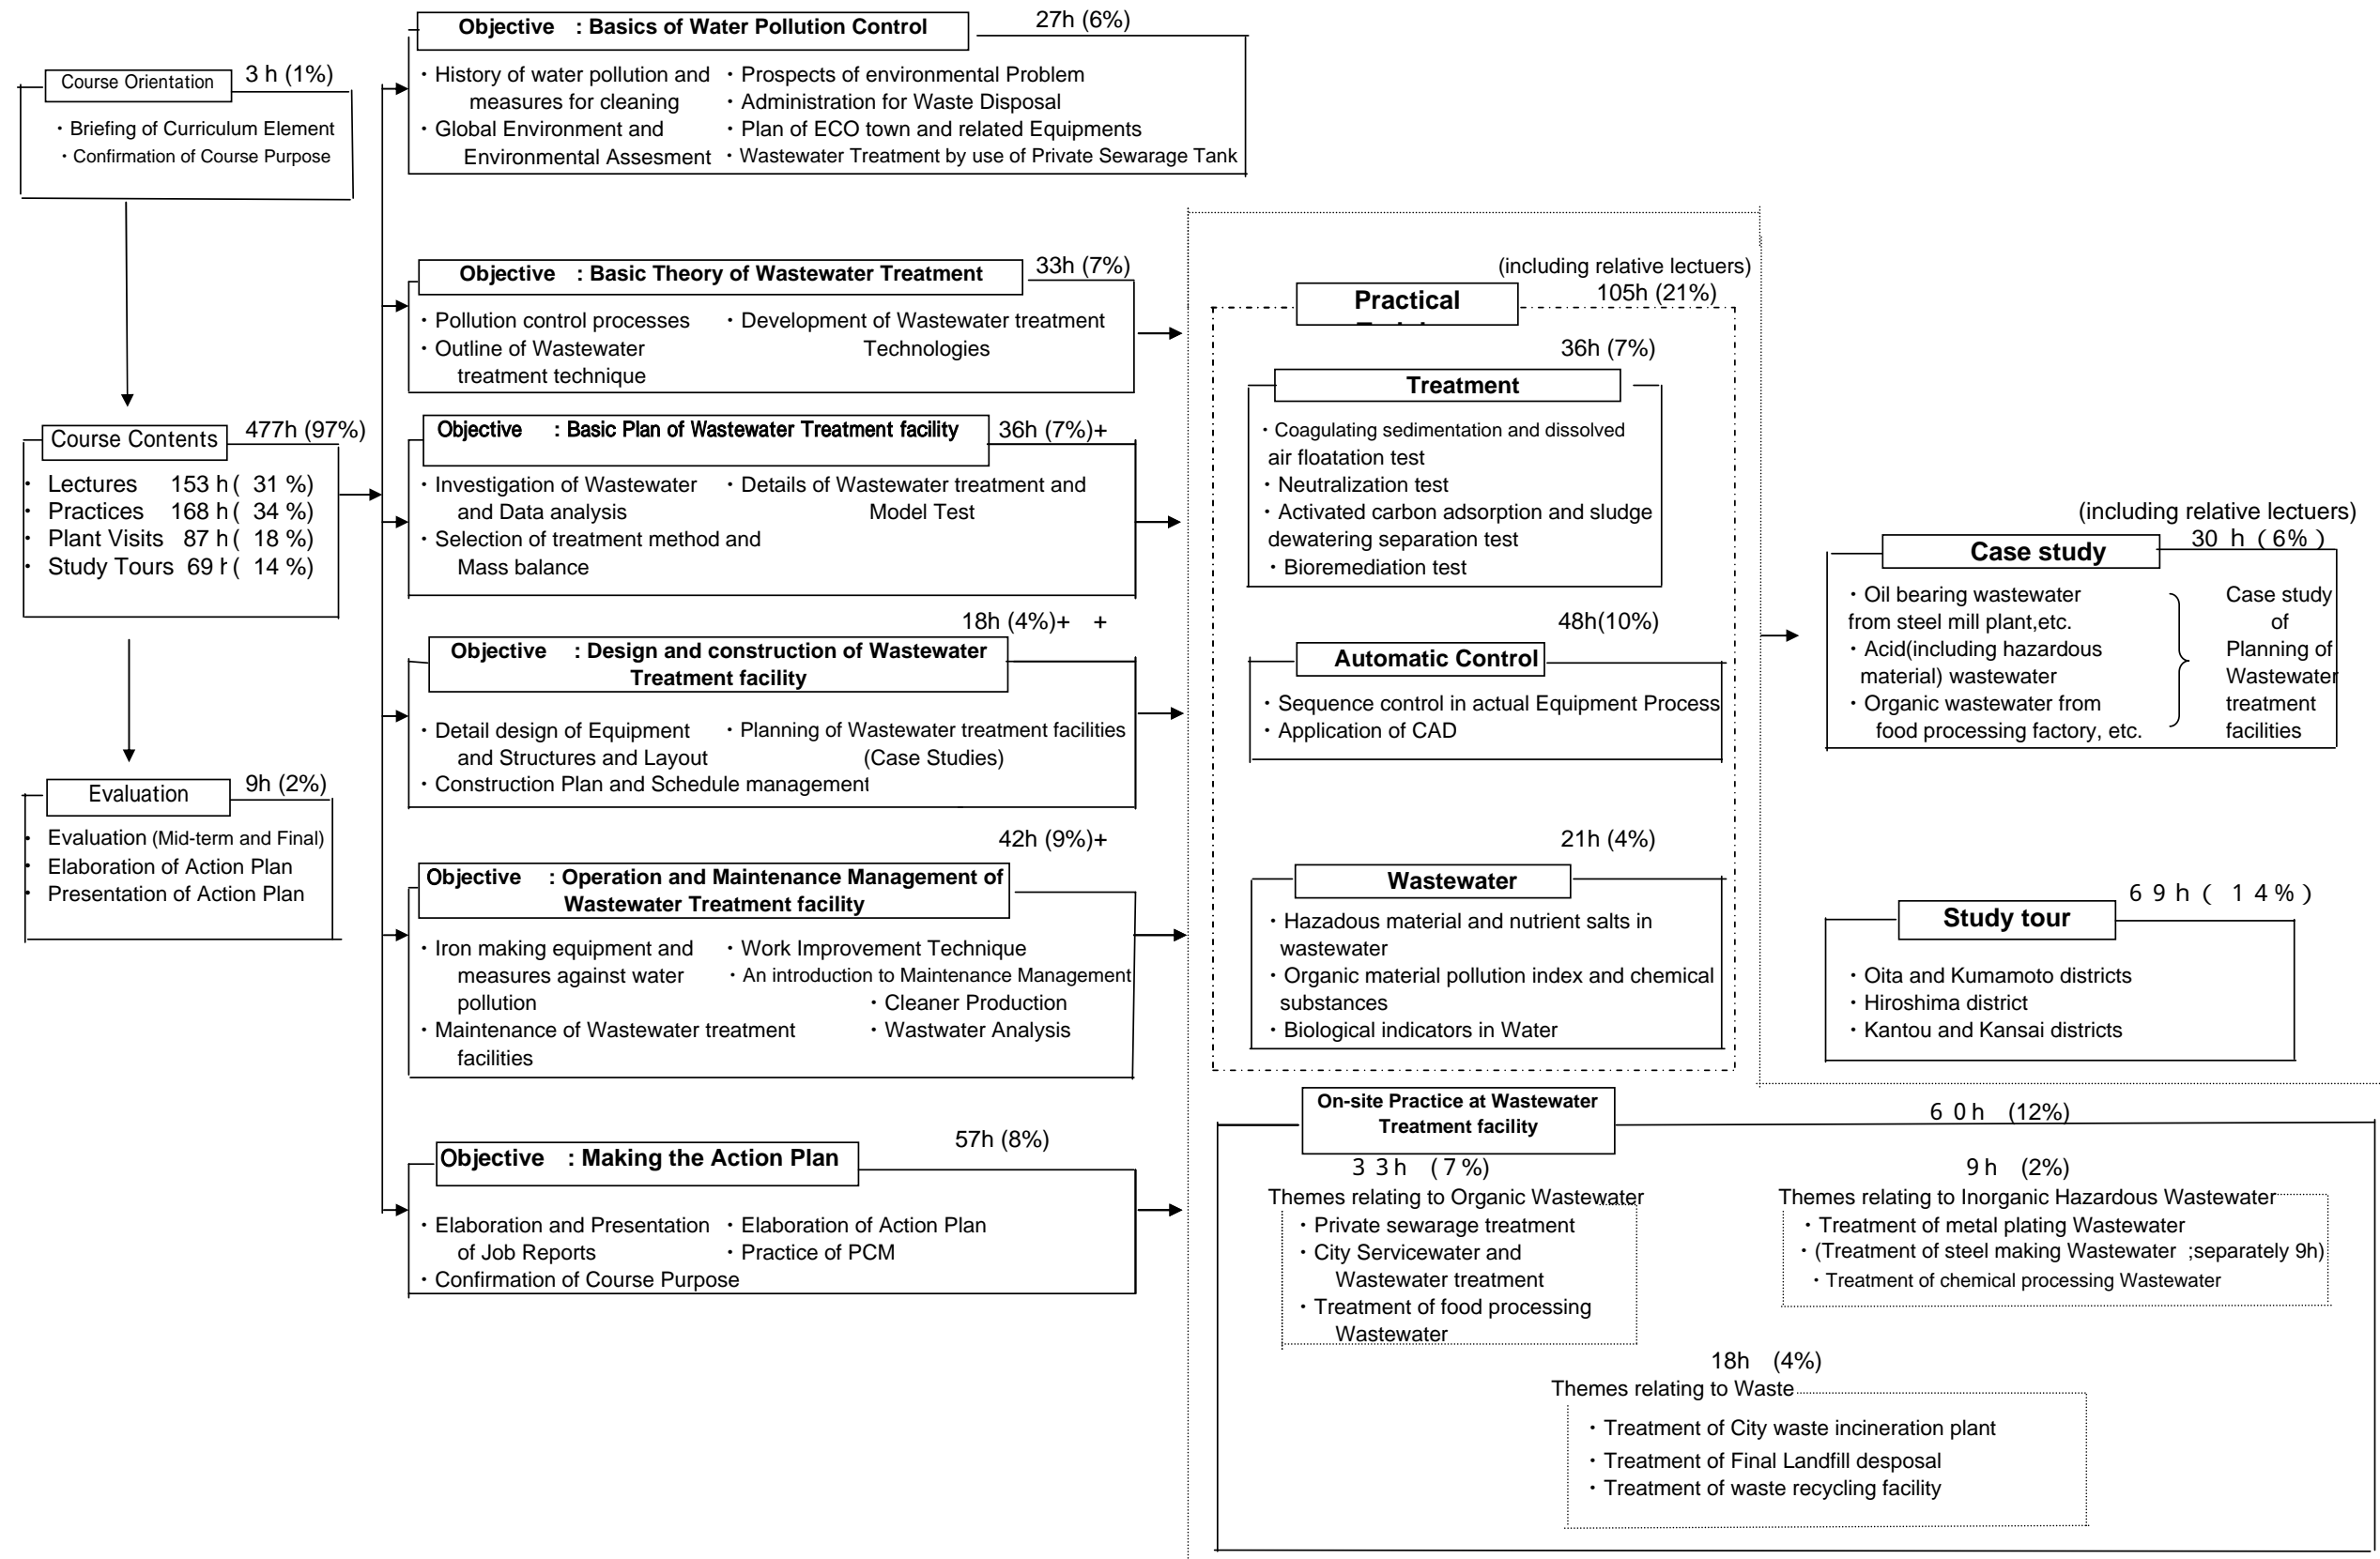 Course Orientation 3 h (1%)
・Briefing of Curriculum Element
・Confirmation of Course Purpose
Course Contents 477h (97%)
・ Lectures 153 h ( 31 %)
・ Practices 168 h ( 34 %)
・ Plant Visits 87 h ( 18 %)
・ Study Tours 69 h ( 14 %)
Evaluation 9h (2%)
・ Evaluation (Mid-term and Final)
・ Elaboration of Action Plan
・ Presentation of Action Plan
Objective : Basics of Water Pollution Control 27h (6%)
・History of water pollution and
measures for cleaning
・Global Environment and
Environmental Assesment
・Prospects of environmental Problem
・Administration for Waste Disposal
・Plan of ECO town and related Equipments
・Wastewater Treatment by use of Private Sewarage Tank
Objective : Basic Theory of Wastewater Treatment 33h (7%)
・Pollution control processes
・Outline of Wastewater
treatment technique
・Development of Wastewater treatment
Technologies
Objective : Basic Plan of Wastewater Treatment facility 36h (7%)+
・Investigation of Wastewater
and Data analysis
・Selection of treatment method and
Mass balance
・Details of Wastewater treatment and
Model Test
18h (4%)+ +
Objective : Design and construction of Wastewater
Treatment facility
・Detail design of Equipment
and Structures and Layout
・Construction Plan and Schedule management
・Planning of Wastewater treatment facilities
(Case Studies)
42h (9%)+
Objective : Operation and Maintenance Management of
Wastewater Treatment facility
・Iron making equipment and
measures against water
pollution
・Maintenance of Wastewater treatment
facilities
・Work Improvement Technique
・An introduction to Maintenance Management
・Cleaner Production
・Wastwater Analysis
57h (8%)
Objective : Making the Action Plan
・Elaboration and Presentation
of Job Reports
・Confirmation of Course Purpose
・Elaboration of Action Plan
・Practice of PCM
(including relative lectuers)
105h (21%)
Practical
36h (7%)
Treatment
・Coagulating sedimentation and dissolved
air floatation test
・Neutralization test
・Activated carbon adsorption and sludge
dewatering separation test
・Bioremediation test
48h(10%)
Automatic Control
・Sequence control in actual Equipment Process
・Application of CAD
21h (4%)
Wastewater
・Hazadous material and nutrient salts in
wastewater
・Organic material pollution index and chemical
substances
・Biological indicators in Water
(including relative lectuers)
30 h (6%)
Case study
・Oil bearing wastewater
from steel mill plant,etc.
・Acid(including hazardous
material) wastewater
・Organic wastewater from
food processing factory, etc.
Case study
of
Planning of
Wastewater
treatment
facilities
69h ( 14%)
Study tour
・Oita and Kumamoto districts
・Hiroshima district
・Kantou and Kansai districts
On-site Practice at Wastewater
Treatment facility
60h (12%)
33h (7%)
Themes relating to Organic Wastewater
・Private sewarage treatment
・City Servicewater and
Wastewater treatment
・Treatment of food processing
Wastewater
9h (2%)
Themes relating to Inorganic Hazardous Wastewater
・Treatment of metal plating Wastewater
・(Treatment of steel making Wastewater ;separately 9h)
・Treatment of chemical processing Wastewater
18h (4%)
Themes relating to Waste
・Treatment of City waste incineration plant
・Treatment of Final Landfill desposal
・Treatment of waste recycling facility